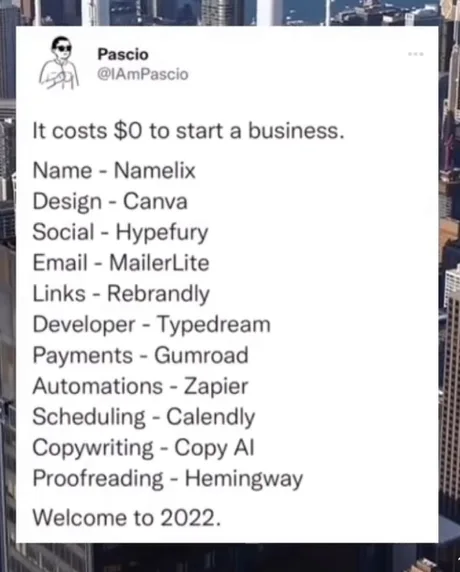 Pascio
@IAmPascio
It costs $0 to start a business.
Name - Namelix
Design - Canva
Social - Hypefury
Email - MailerLite
Links - Rebrandly
Developer - Typedream
Payments - Gumroad
Automations - Zapier
Scheduling - Calendly
Copywriting - Copy AI
Proofreading - Hemingway
Welcome to 2022.